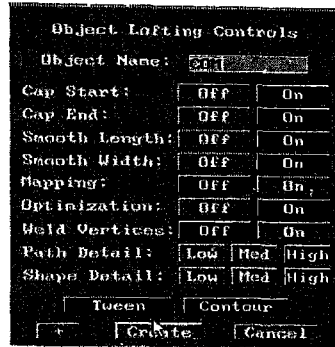 Object Lofting Controls
Object Name:
Cap Start: Off On
Cap End: Off On
Smooth Length: Off On
Smooth Width: Off On
Mapping: Off On
Optimization: Off On
Weld Vertices: Off On
Path Detail: Low Med High
Shape Detail: Low Med High
Tween Contour
+ Create Cancel